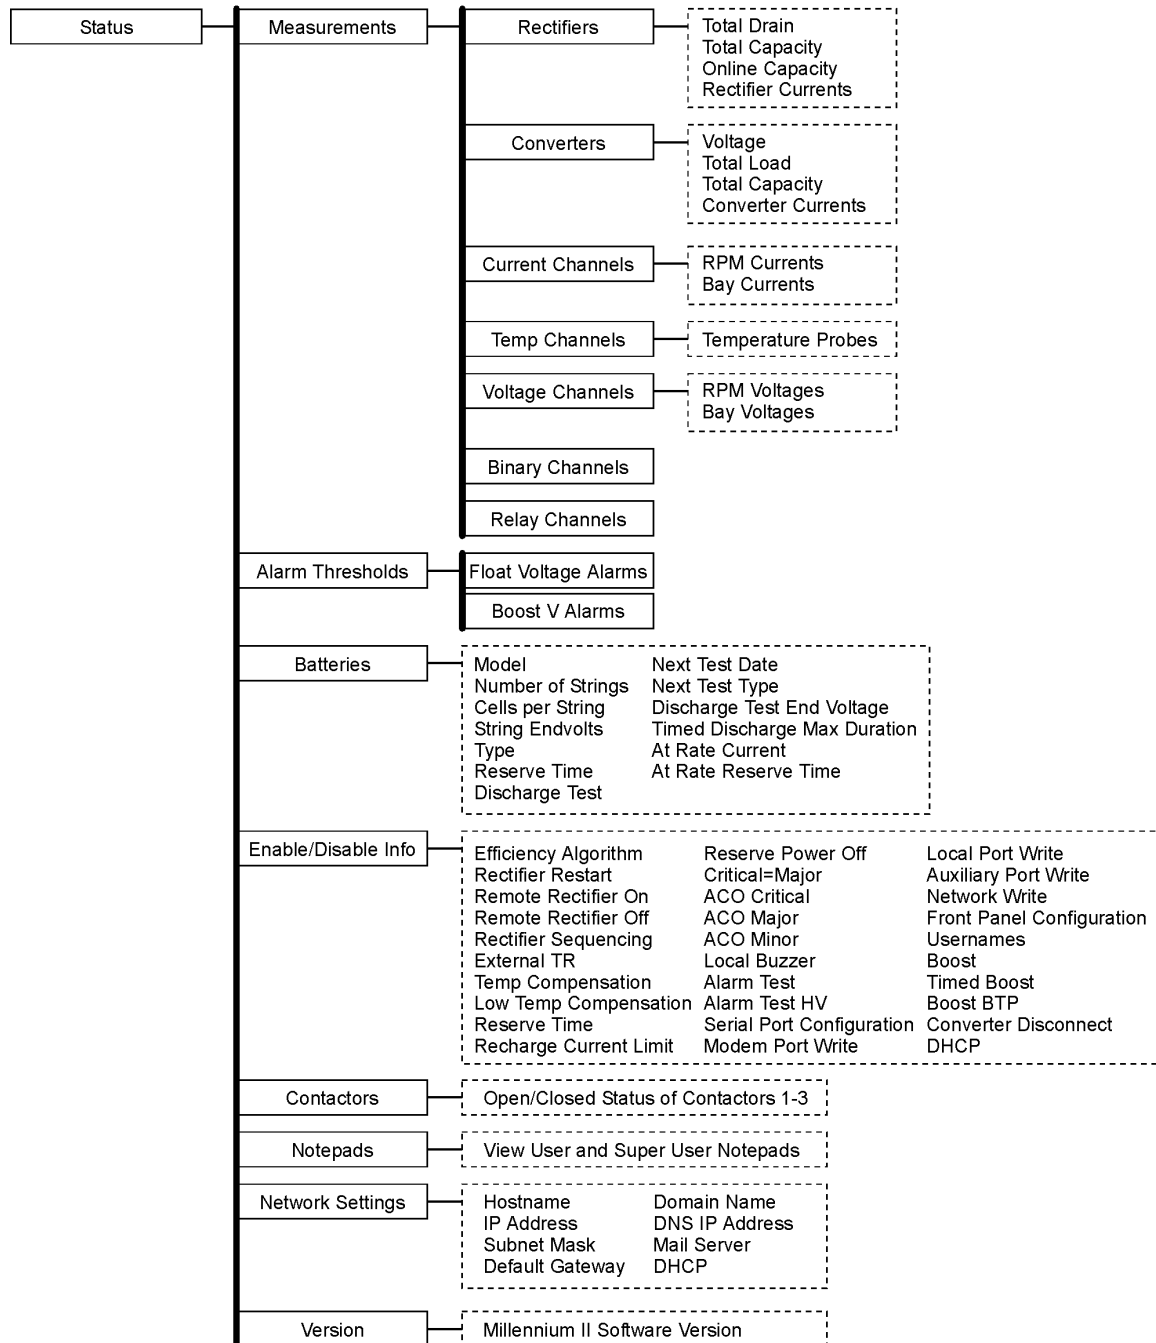 Status
Measurements
Rectifiers
Total Drain
Total Capacity
Online Capacity
Rectifier Currents
Converters
Voltage
Total Load
Total Capacity
Converter Currents
Current Channels
RPM Currents
Bay Currents
Temp Channels
Temperature Probes
Voltage Channels
RPM Voltages
Bay Voltages
Binary Channels
Relay Channels
Alarm Thresholds
Float Voltage Alarms
Boost V Alarms
Batteries
Model
Number of Strings
Cells per String
String Endvolts
Type
Reserve Time
Discharge Test
Next Test Date
Next Test Type
Discharge Test End Voltage
Timed Discharge Max Duration
At Rate Current
At Rate Reserve Time
Enable/Disable Info
Efficiency Algorithm
Rectifier Restart
Remote Rectifier On
Remote Rectifier Off
Rectifier Sequencing
External TR
Temp Compensation
Low Temp Compensation
Reserve Time
Recharge Current Limit
Reserve Power Off
Critical=Major
ACO Critical
ACO Major
ACO Minor
Local Buzzer
Alarm Test
Alarm Test HV
Serial Port Configuration
Modem Port Write
Local Port Write
Auxiliary Port Write
Network Write
Front Panel Configuration
Usernames
Boost
Timed Boost
Boost BTP
Converter Disconnect
DHCP
Contactors
Open/Closed Status of Contactors 1-3
Notepads
View User and Super User Notepads
Network Settings
Hostname
IP Address
Subnet Mask
Default Gateway
Domain Name
DNS IP Address
Mail Server
DHCP
Version
Millennium II Software Version